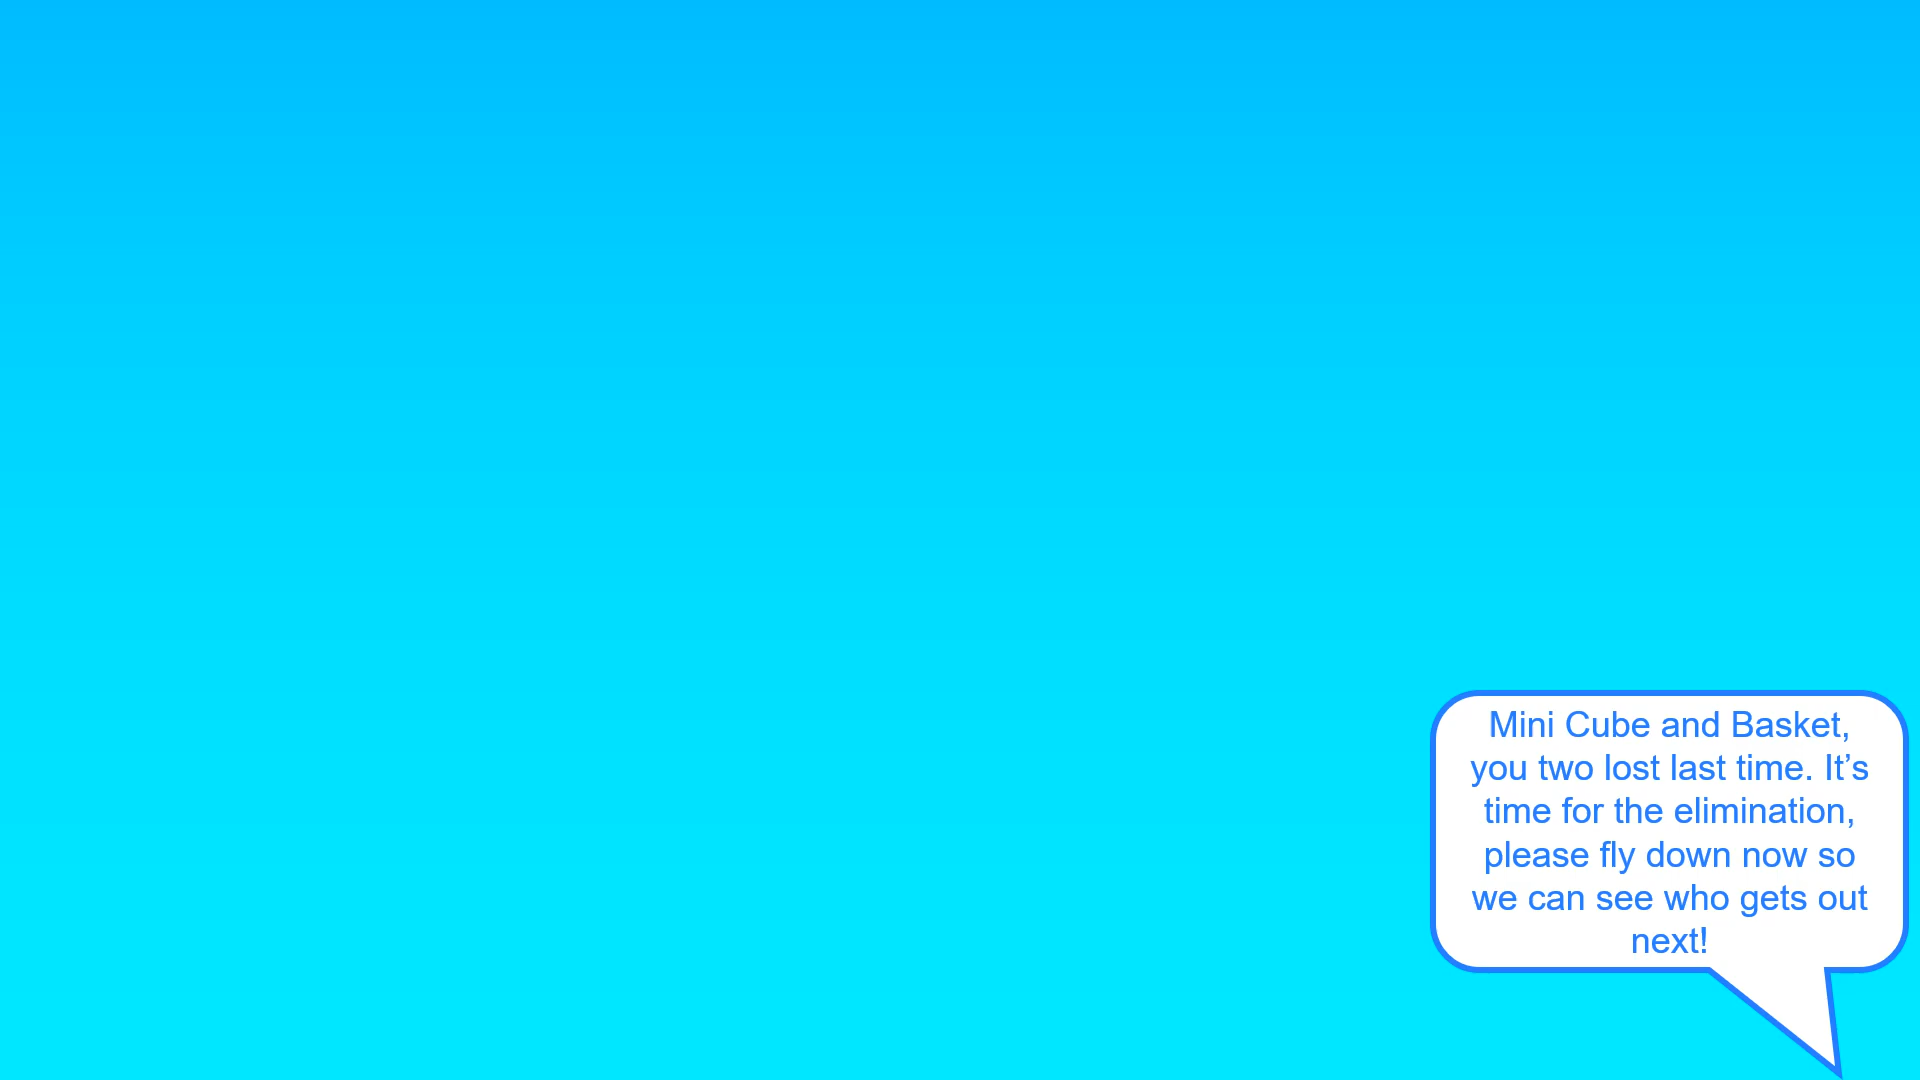 Mini Cube and Basket,
you two lost last time. It’s
time for the elimination,
please fly down now so
we can see who gets out
next!